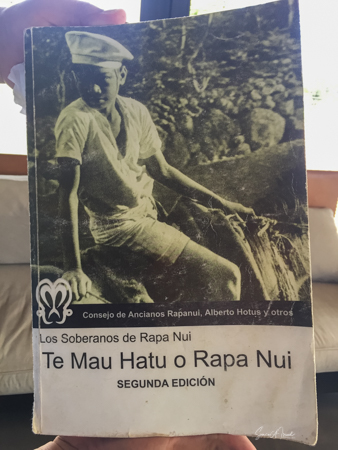 Consejo de Ancianos Rapanui, Alberto Hotus y otros
Los Soberanos de Rapa Nui
Te Mau Hatu o Rapa Nui
SEGUNDA EDICIÓN